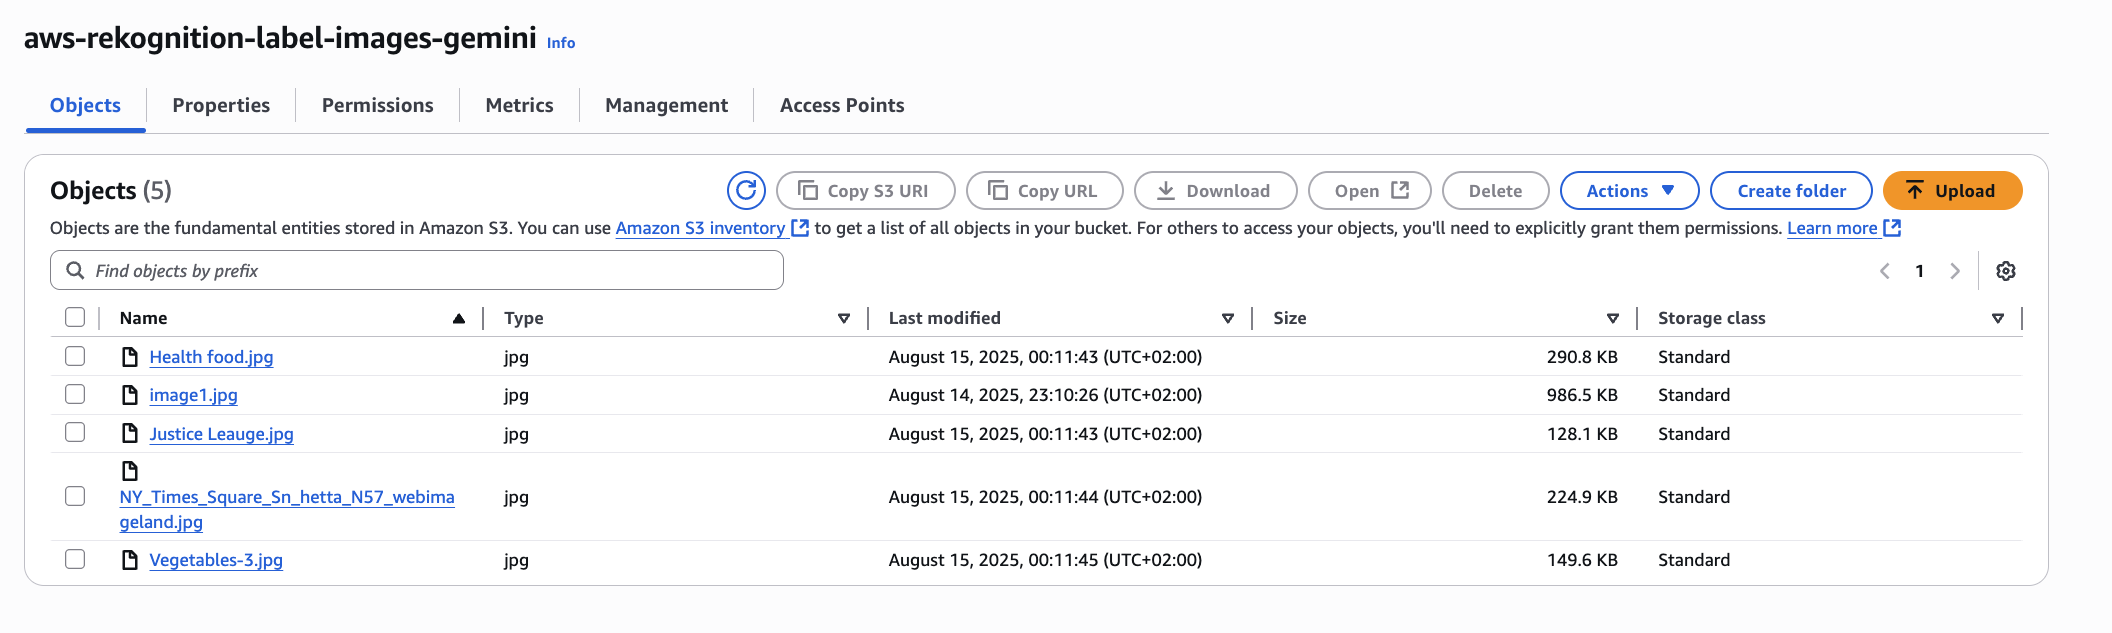 aws-rekognition-label-images-gemini Info
Objects Properties Permissions Metrics Management Access Points
Objects (5) Copy S3 URI Copy URL Download Open Delete Actions Create folder Upload
Objects are the fundamental entities stored in Amazon S3. You can use Amazon S3 inventory to get a list of all objects in your bucket. For others to access your objects, you'll need to explicitly grant them permissions. Learn more
Find objects by prefix 1
Name Type Last modified Size Storage class
Health food.jpg jpg August 15, 2025, 00:11:43 (UTC+02:00) 290.8 KB Standard
image1.jpg jpg August 14, 2025, 23:10:26 (UTC+02:00) 986.5 KB Standard
Justice Leauge.jpg jpg August 15, 2025, 00:11:43 (UTC+02:00) 128.1 KB Standard
NY_Times_Square_Sn_hetta_N57_webima jpg August 15, 2025, 00:11:44 (UTC+02:00) 224.9 KB Standard
geland.jpg
Vegetables-3.jpg jpg August 15, 2025, 00:11:45 (UTC+02:00) 149.6 KB Standard